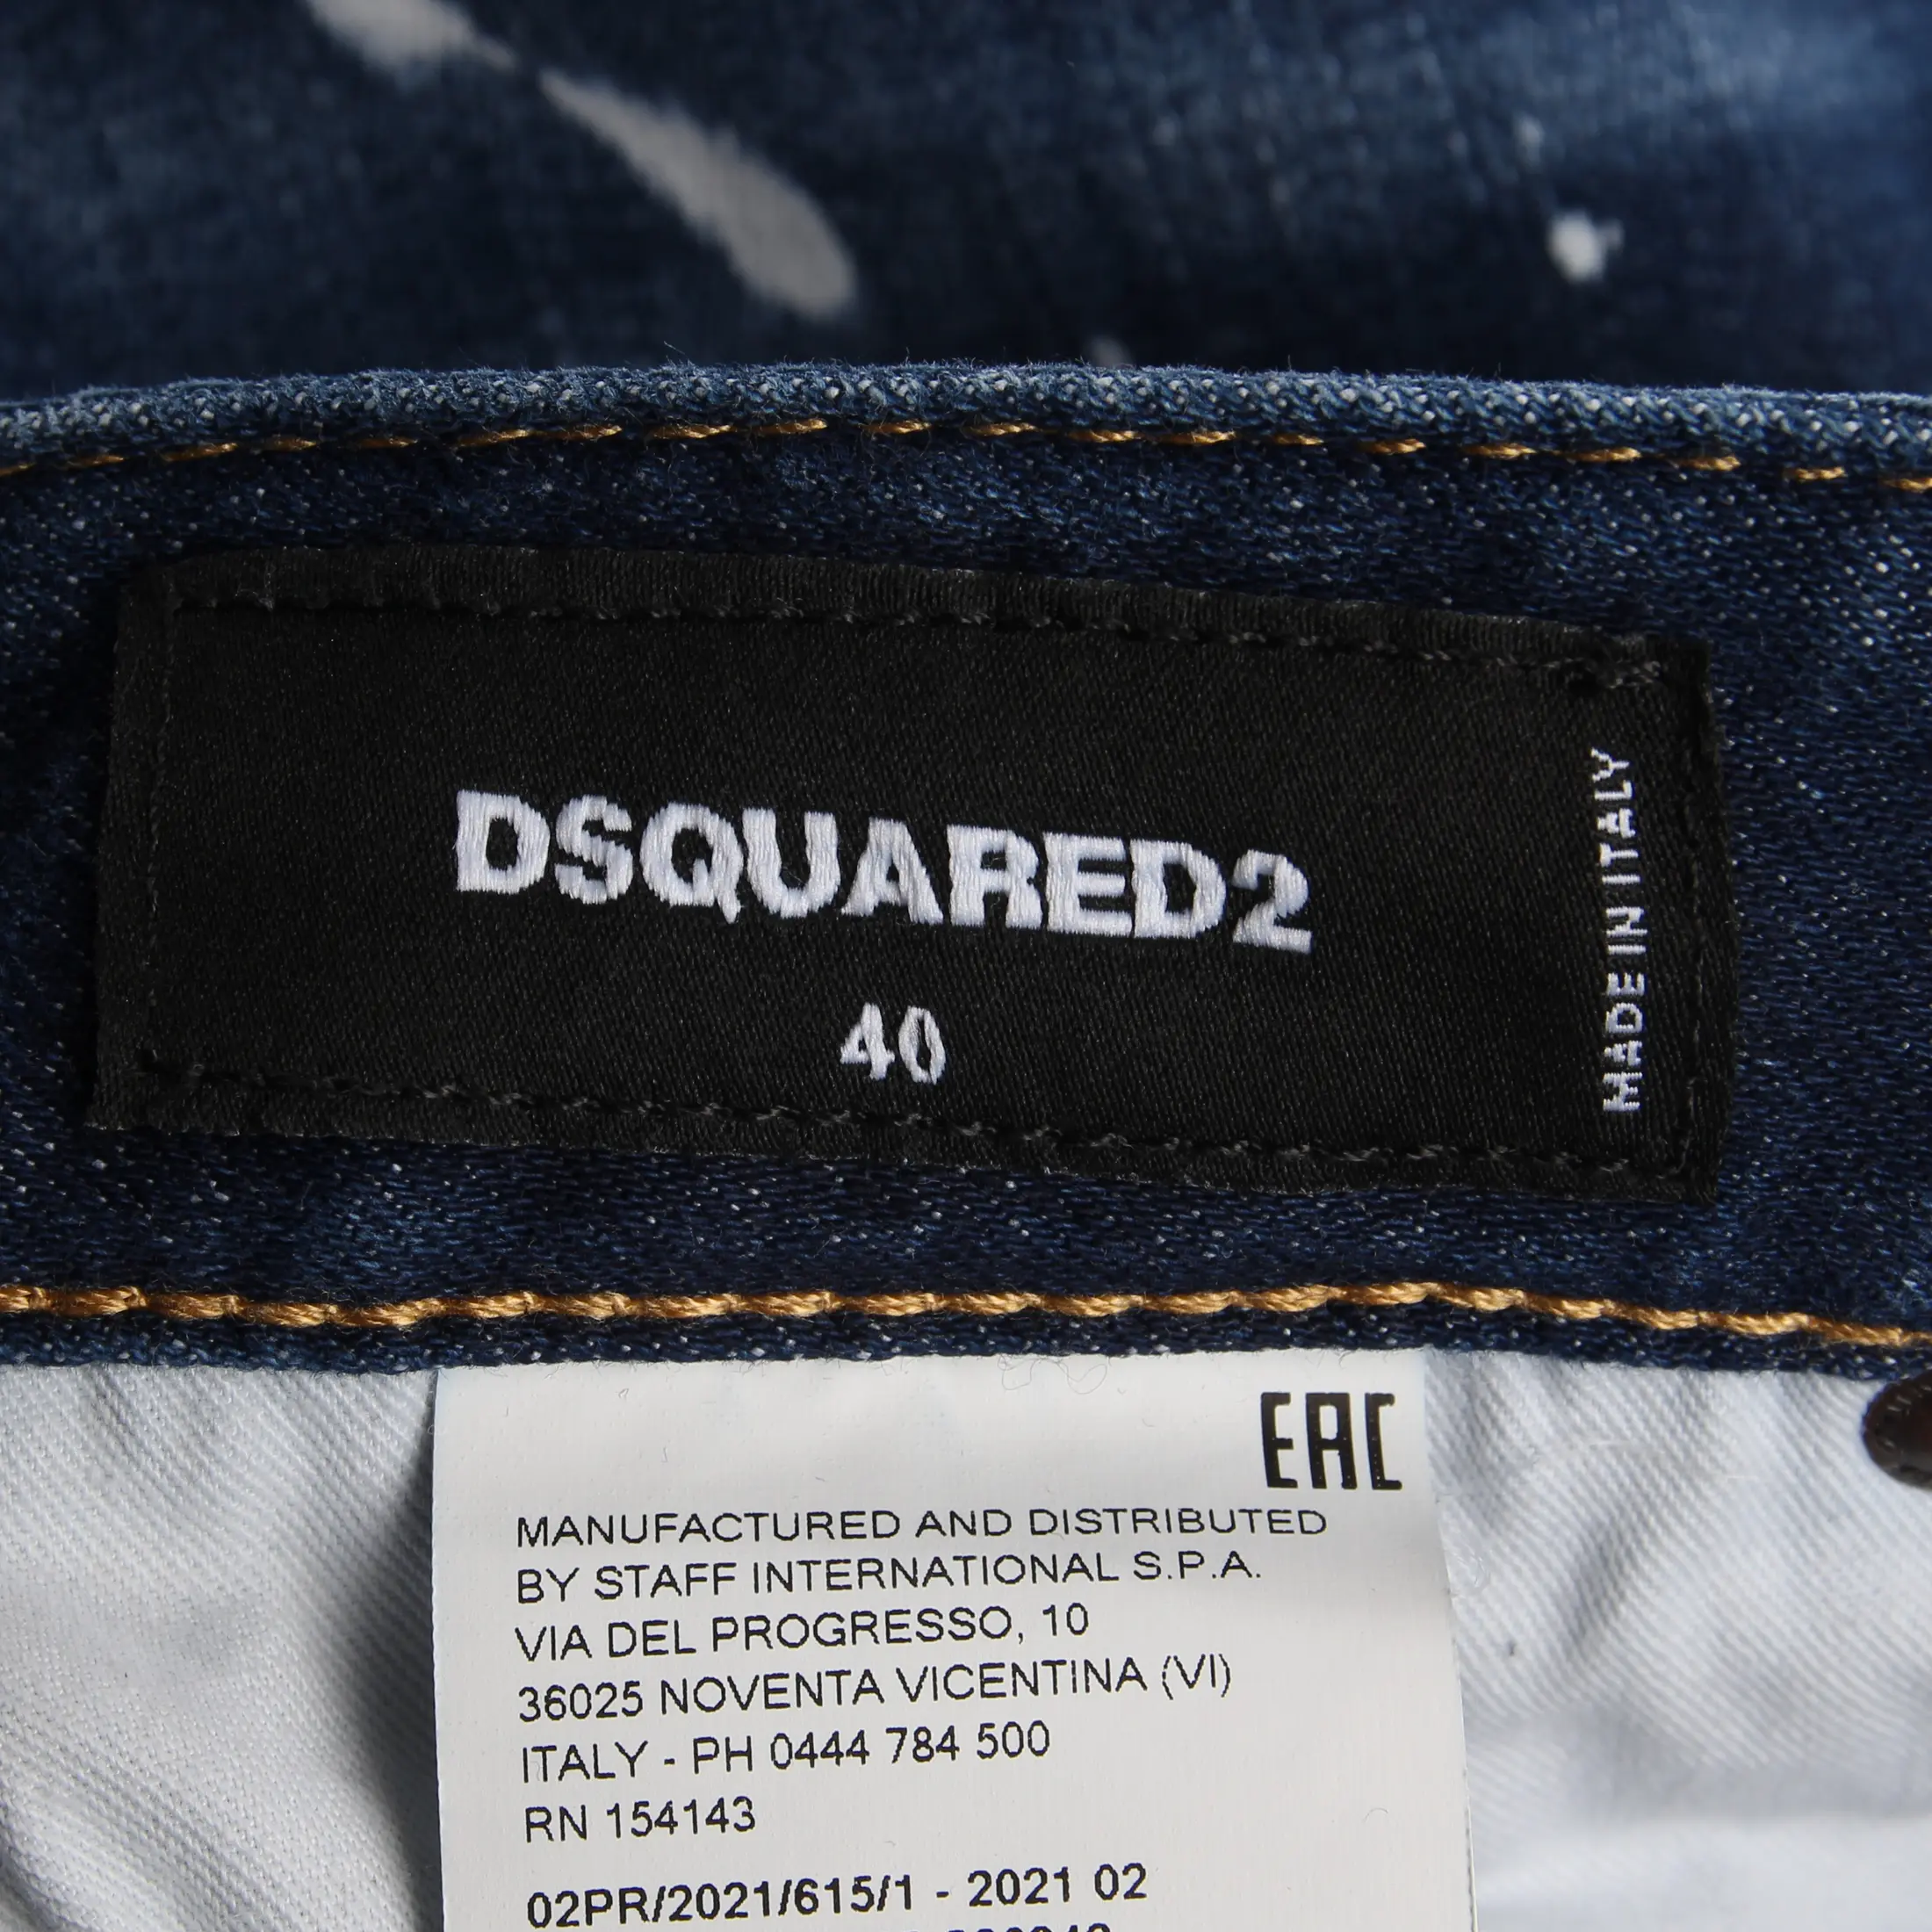 DSQUARED2
40
MADE IN ITALY
EAC
MANUFACTURED AND DISTRIBUTED
BY STAFF INTERNATIONAL S.P.A.
VIA DEL PROGRESSO, 10
36025 NOVENTA VICENTINA (VI)
ITALY - PH 0444 784 500
RN 154143
02PR/2021/615/1 - 2021 02